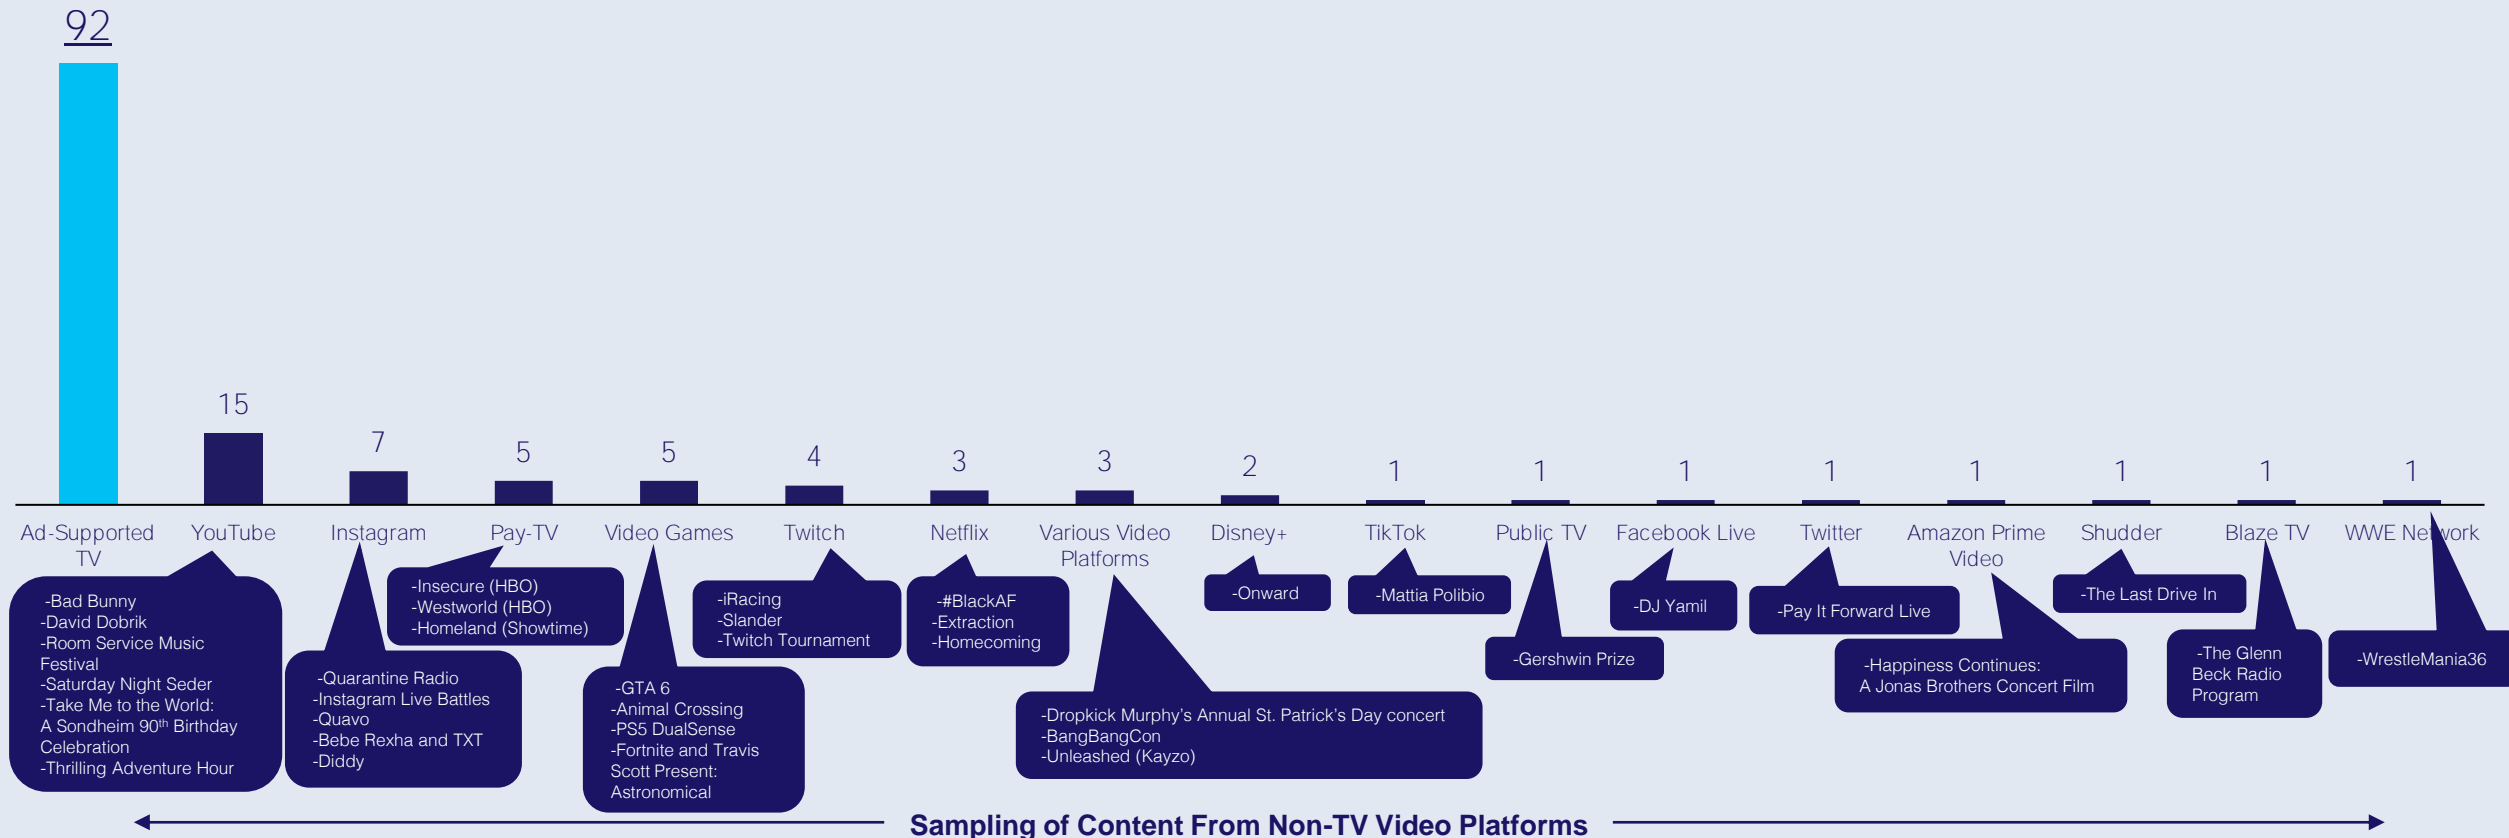 92
15
7
5
5
4
3
3
2
1
1
1
1
1
1
1
1
Ad-Supported
TV
YouTube
Instagram
Pay-TV
Video Games
Twitch
Netflix
Various Video
Platforms
Disney+
TikTok
Public TV
Facebook Live
Twitter
Amazon Prime
Video
Shudder
Blaze TV
WWE Network
-Bad Bunny
-David Dobrik
-Room Service Music
Festival
-Saturday Night Seder
-Take Me to the World:
A Sondheim 90th Birthday
Celebration
-Thrilling Adventure Hour
-Quarantine Radio
-Instagram Live Battles
-Quavo
-Bebe Rexha and TXT
-Diddy
-Insecure (HBO)
-Westworld (HBO)
-Homeland (Showtime)
-GTA 6
-Animal Crossing
-PS5 DualSense
-Fortnite and Travis
Scott Present:
Astronomical
-iRacing
-Slander
-Twitch Tournament
-#BlackAF
-Extraction
-Homecoming
-Dropkick Murphy’s Annual St. Patrick’s Day concert
-BangBangCon
-Unleashed (Kayzo)
-Onward
-Mattia Polibio
-Gershwin Prize
-DJ Yamil
-Pay It Forward Live
-Happiness Continues:
A Jonas Brothers Concert Film
-The Last Drive In
-The Glenn
Beck Radio
Program
-WrestleMania36
Sampling of Content From Non-TV Video Platforms